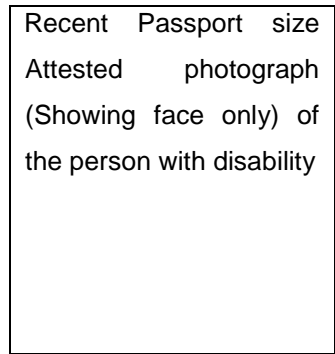 Recent Passport size
Attested photograph
(Showing face only) of
the person with disability